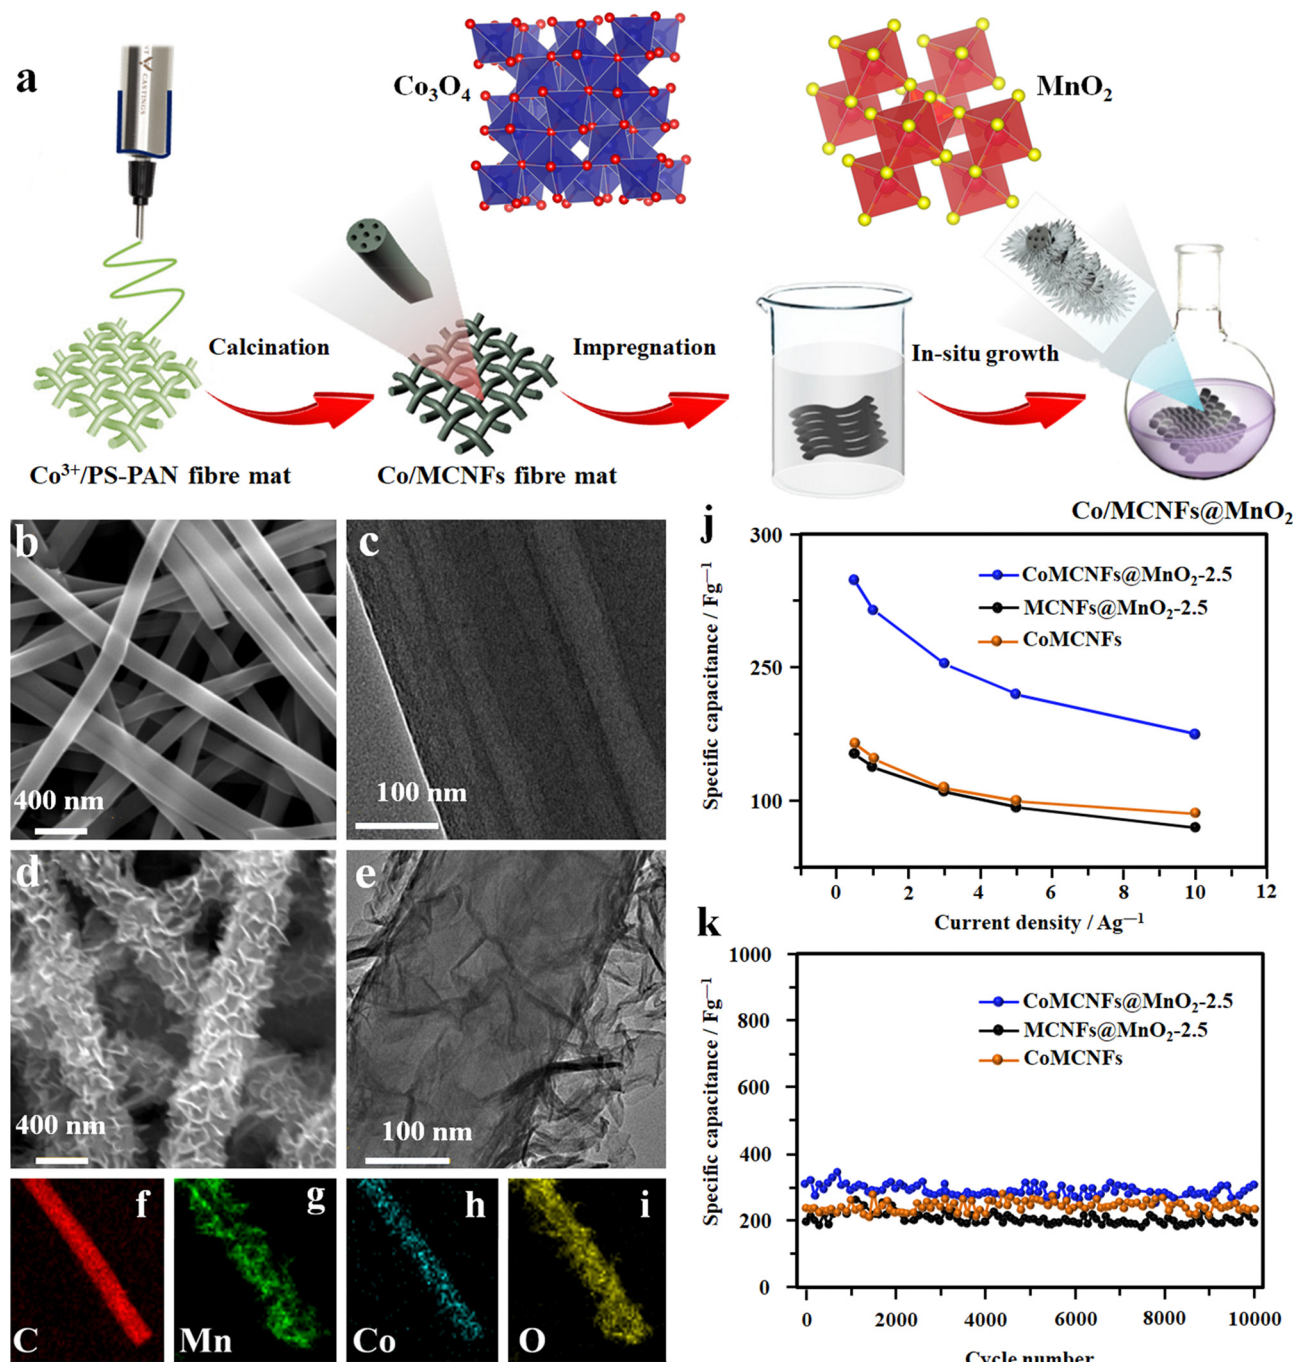 a
CASTINGS
Co₃O₄
MnO₂
Calcination
Impregnation
In-situ growth
Co³⁺/PS-PAN fibre mat
Co/MCNFs fibre mat
Co/MCNFs@MnO₂
b
400 nm
c
100 nm
d
400 nm
e
100 nm
f
C
g
Mn
h
Co
i
O
j
Specific capacitance / Fg⁻¹
300
250
100
CoMCNFs@MnO₂-2.5
MCNFs@MnO₂-2.5
CoMCNFs
0 2 4 6 8 10 12
Current density / Ag⁻¹
k
Specific capacitance / Fg⁻¹
1000
800
600
400
200
0
CoMCNFs@MnO₂-2.5
MCNFs@MnO₂-2.5
CoMCNFs
0 2000 4000 6000 8000 10000
Cycle number